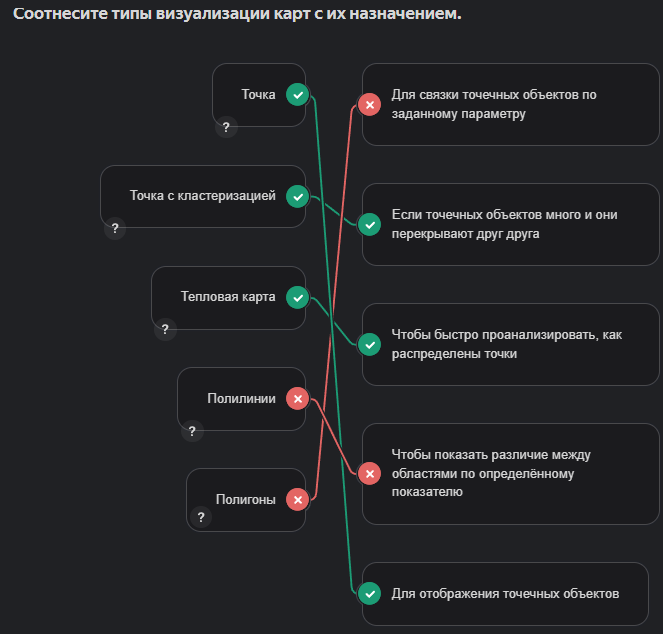 Соотнесите типы визуализации карт с их назначением.
Точка
?
Для связки точечных объектов по
заданному параметру
Точка с кластеризацией
?
Если точечных объектов много и они
перекрывают друг друга
Тепловая карта
?
Чтобы быстро проанализировать, как
распределены точки
Полилинии
?
Чтобы показать различие между
областями по определённому
показателю
Полигоны
?
Для отображения точечных объектов